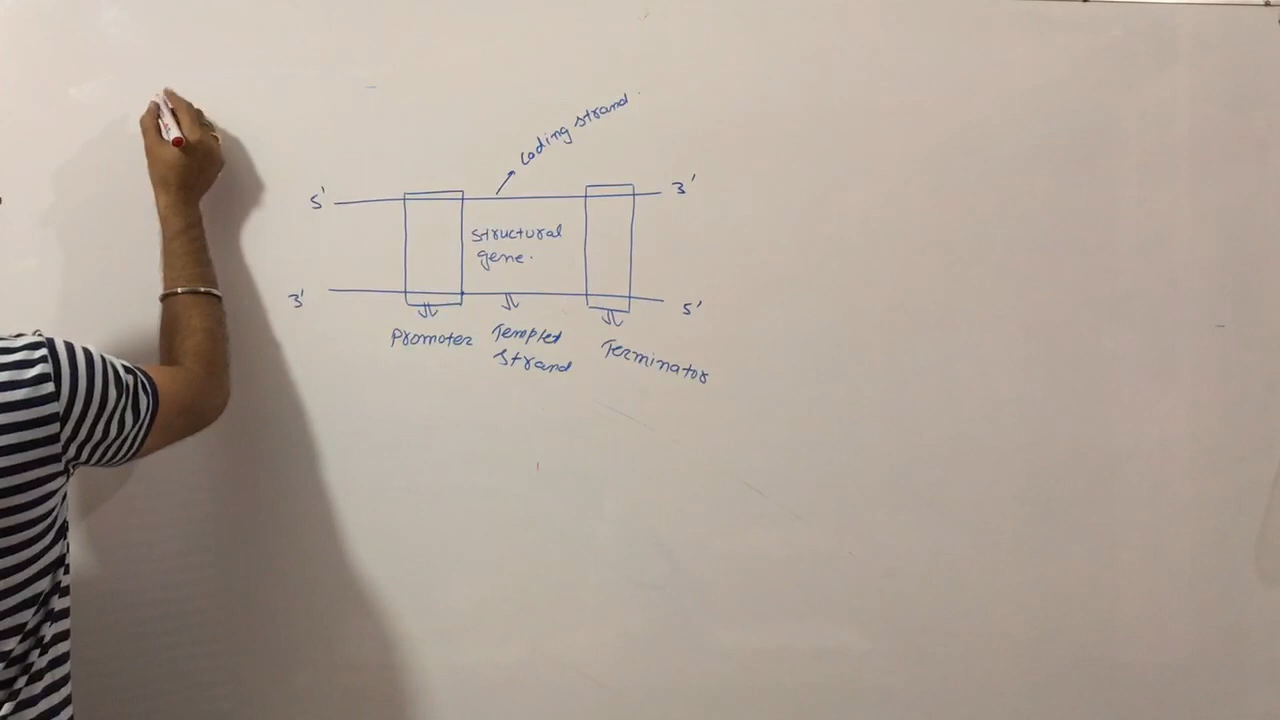 coding strand
5' 3'
structural
gene.
3' 5'
Promoter
Templet
strand
Terminator